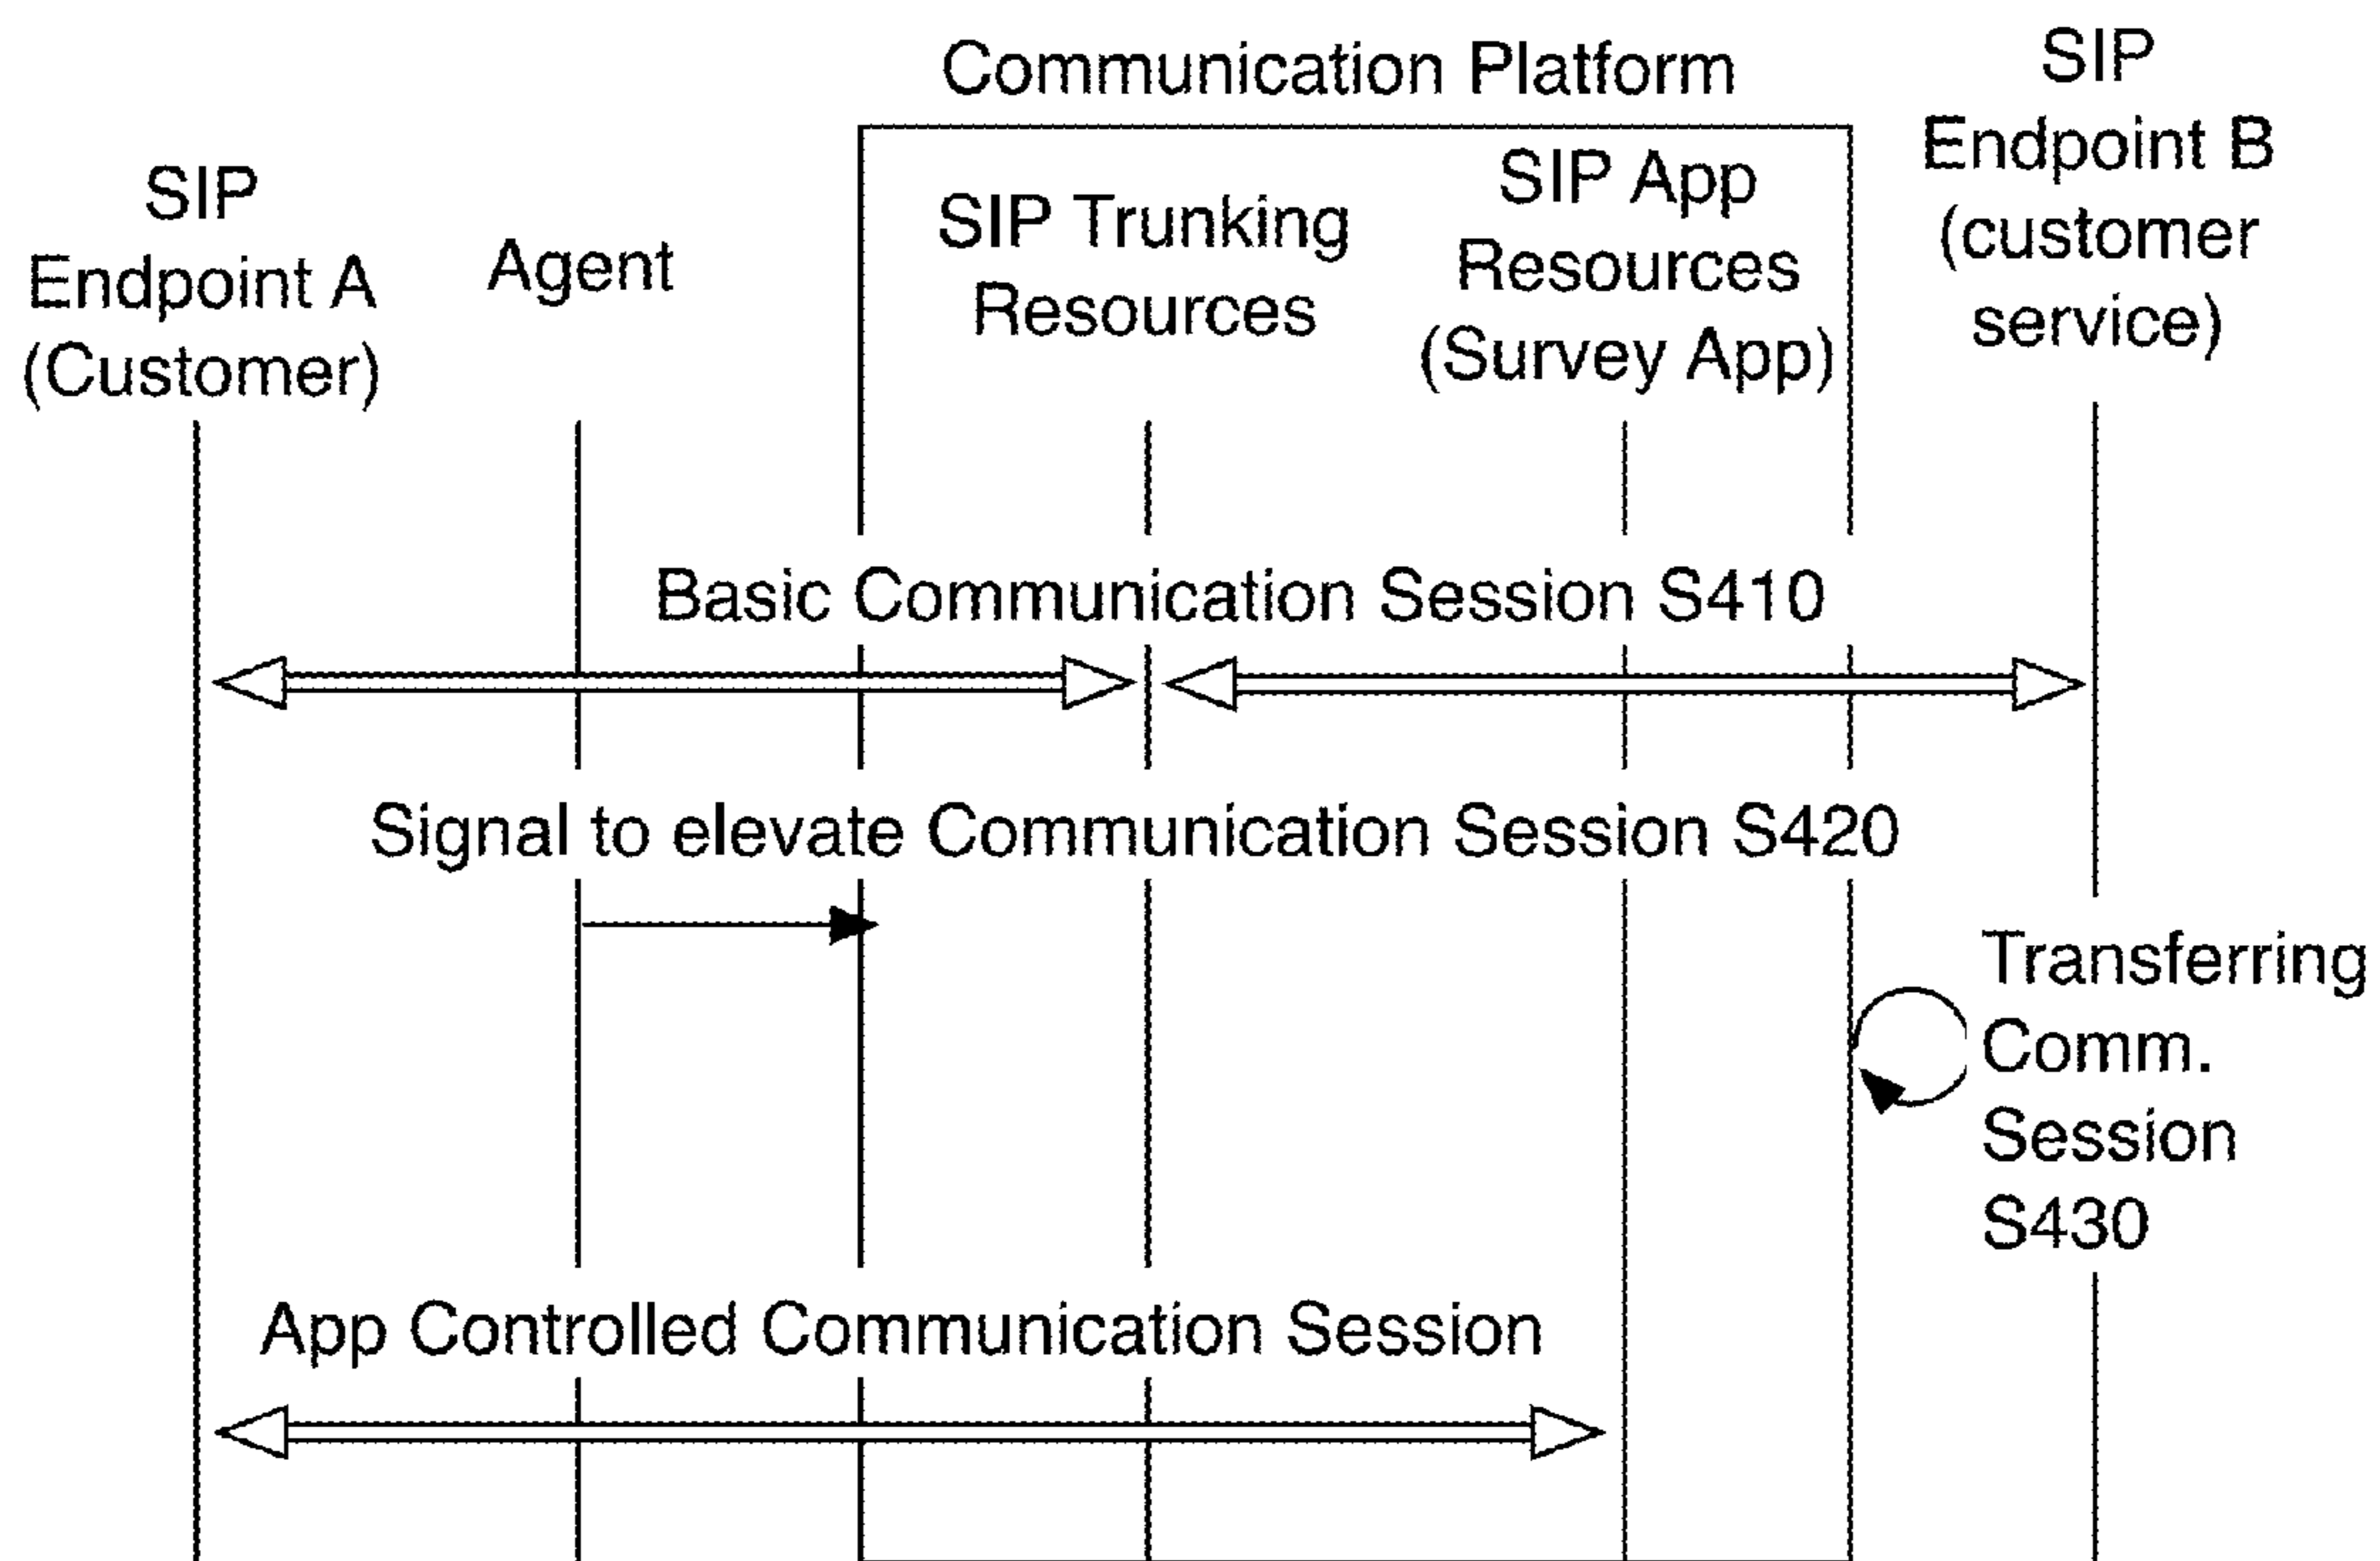 Communication Platform
SIP
Endpoint A
(Customer)
Agent
SIP Trunking
Resources
SIP App
Resources
(Survey App)
SIP
Endpoint B
(customer
service)
Basic Communication Session S410
Signal to elevate Communication Session S420
Transferring
Comm.
Session
S430
App Controlled Communication Session